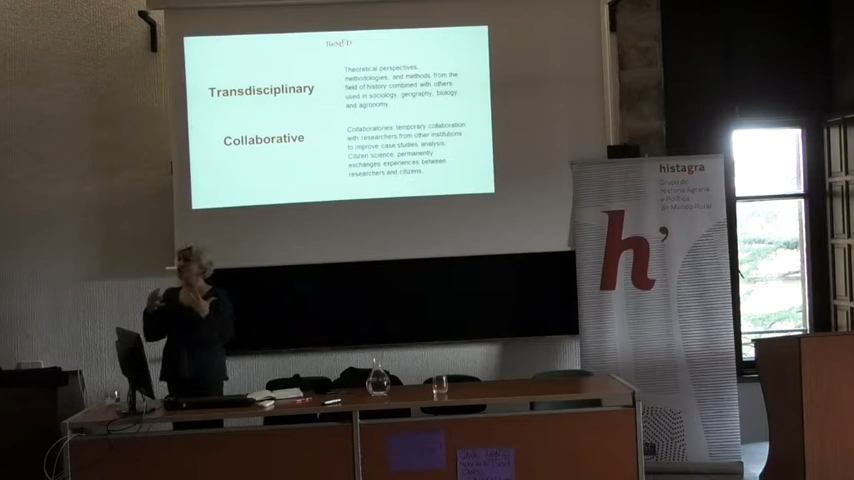 ReSEED
Transdisciplinary
Theoretical perspectives,
methodologies, and methods from the
field of history combined with others
used in sociology, geography, biology,
and agronomy.
Collaborative
Collaboratories: temporary collaboration
with researchers from other institutions
to improve case studies analysis.
Citizen science: permanently
exchanges experiences between
researchers and citizens.
histagra
Grupo de
Historia Agraria
e Política
do Mundo Rural
h'